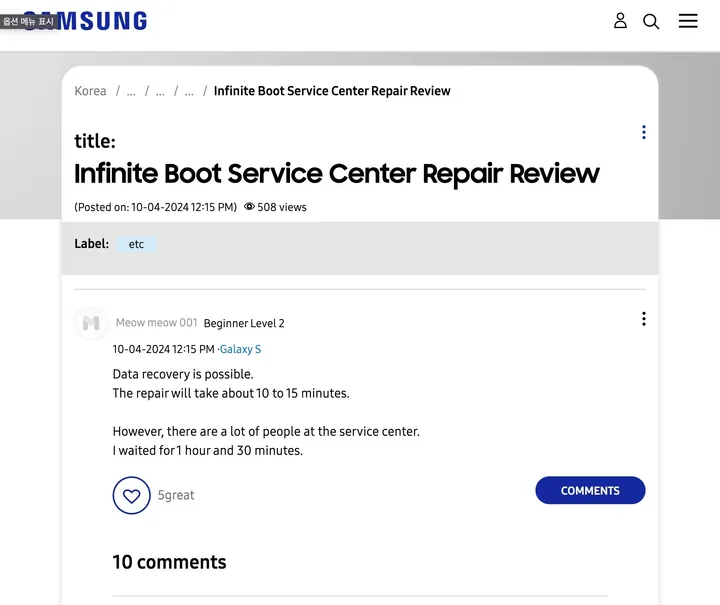 옵션 메뉴 표시
SAMSUNG
Korea / ... / ... / ... / Infinite Boot Service Center Repair Review
title:
Infinite Boot Service Center Repair Review
(Posted on: 10-04-2024 12:15 PM) 508 views
Label: etc
Meow meow 001 Beginner Level 2
10-04-2024 12:15 PM ·Galaxy S
Data recovery is possible.
The repair will take about 10 to 15 minutes.
However, there are a lot of people at the service center.
I waited for 1 hour and 30 minutes.
5great
COMMENTS
10 comments